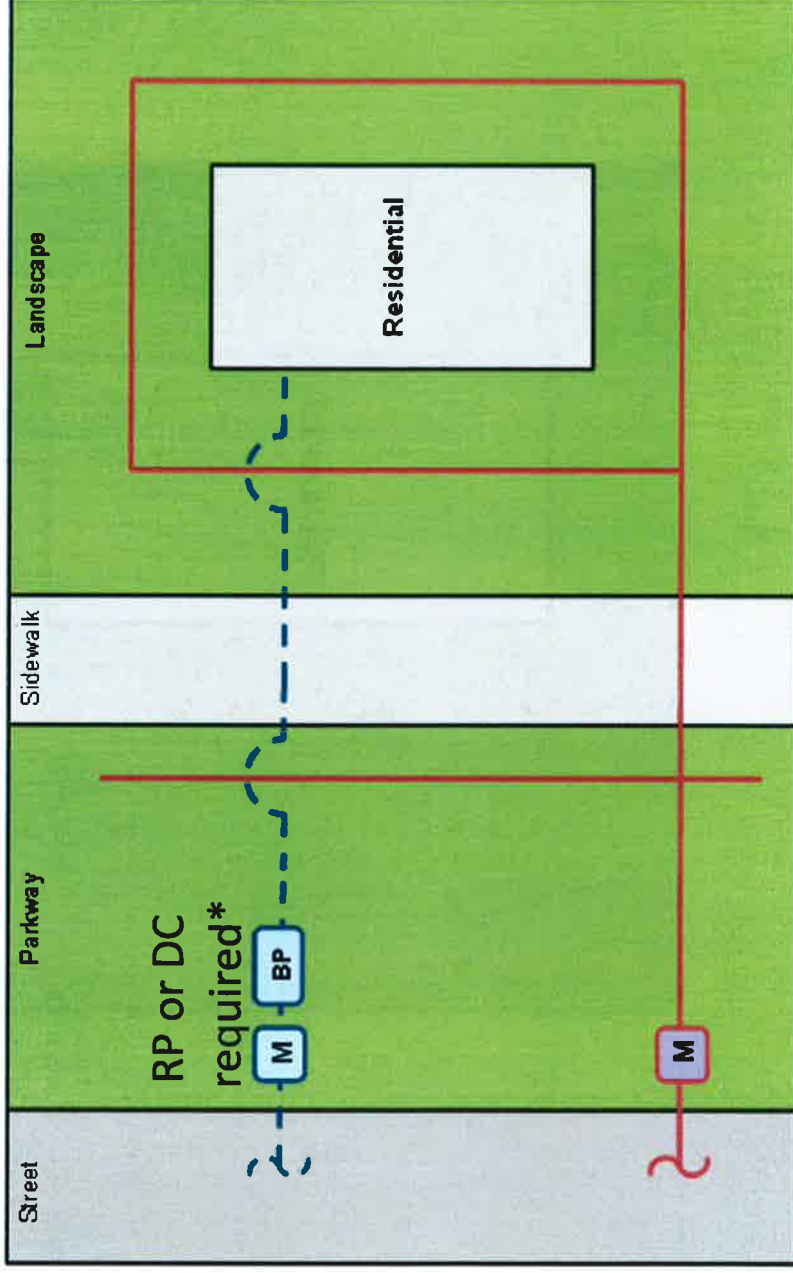 Street
Parkway
Sidewalk
Landscape
RP or DC
required*
M
BP
M
Residential